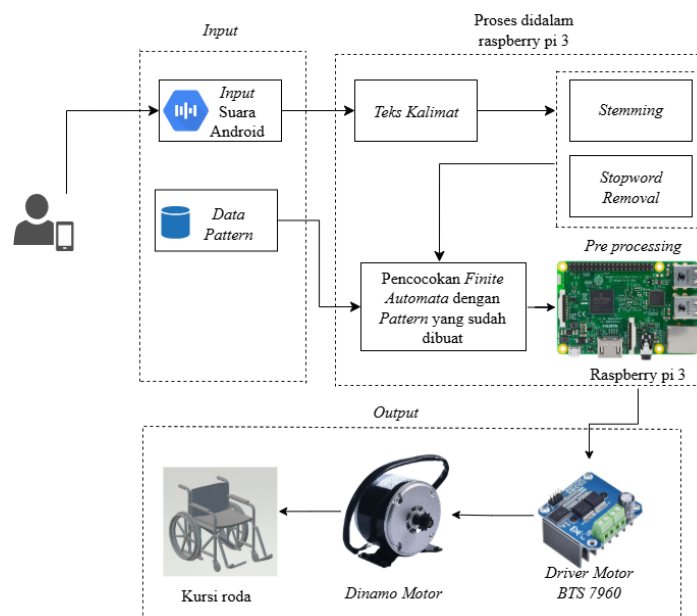 Input
Proses didalam
raspberry pi 3
Input
Suara
Android
Teks Kalimat
Stemming
Stopword
Removal
Data
Pattern
Pre processing
Pencocokan Finite
Automata dengan
Pattern yang sudah
dibuat
Raspberry pi 3
Output
Kursi roda
Dinamo Motor
Driver Motor
BTS 7960